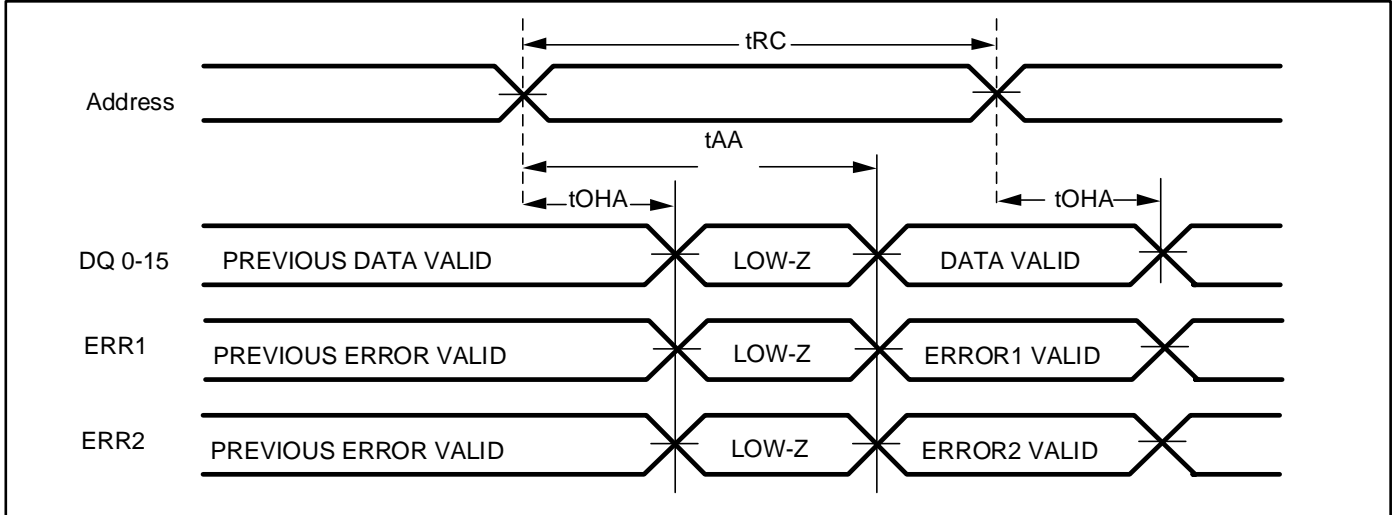 tRC
Address
tAA
tOHA
tOHA
DQ 0-15
PREVIOUS DATA VALID
LOW-Z
DATA VALID
ERR1
PREVIOUS ERROR VALID
LOW-Z
ERROR1 VALID
ERR2
PREVIOUS ERROR VALID
LOW-Z
ERROR2 VALID